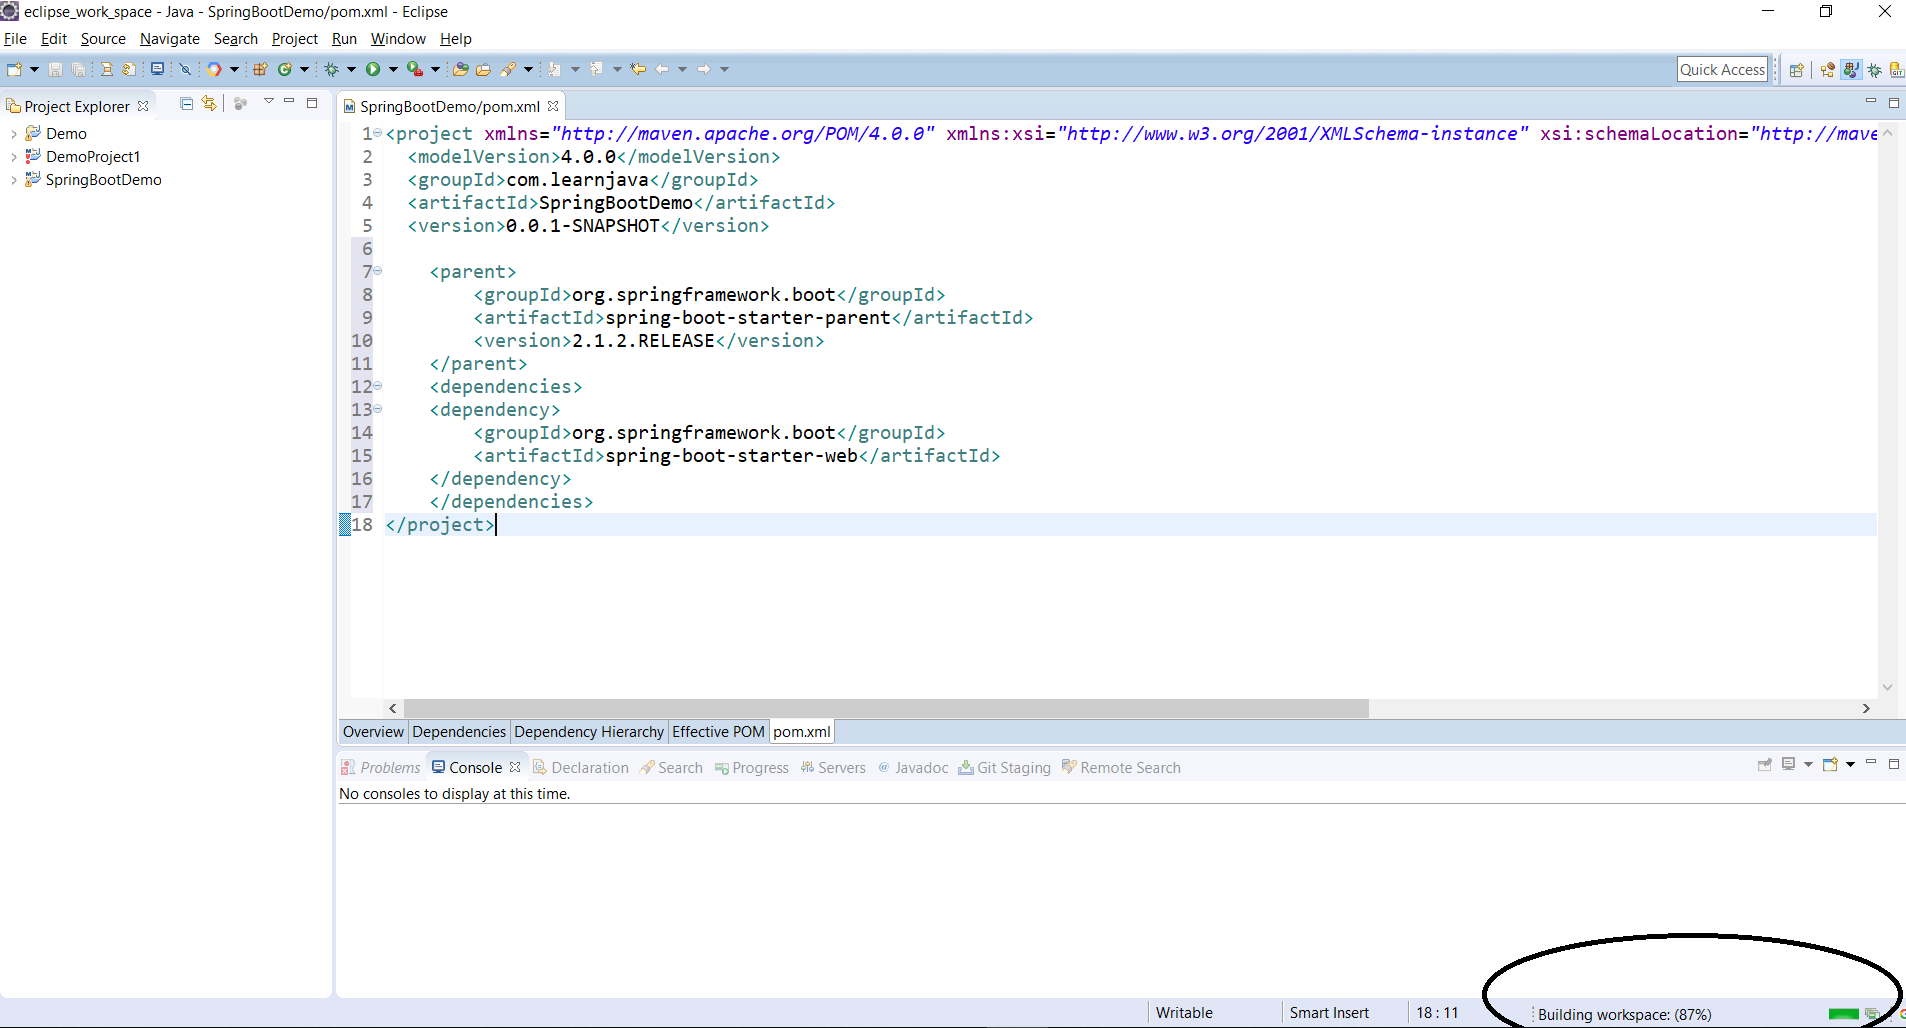 eclipse_work_space - Java - SpringBootDemo/pom.xml - Eclipse
File Edit Source Navigate Search Project Run Window Help
Quick Access
Project Explorer
Demo
DemoProject1
SpringBootDemo
SpringBootDemo/pom.xml
1 <project xmlns="http://maven.apache.org/POM/4.0.0" xmlns:xsi="http://www.w3.org/2001/XMLSchema-instance" xsi:schemaLocation="http://mave
2 <modelVersion>4.0.0</modelVersion>
3 <groupId>com.learnjava</groupId>
4 <artifactId>SpringBootDemo</artifactId>
5 <version>0.0.1-SNAPSHOT</version>
6
7 <parent>
8 <groupId>org.springframework.boot</groupId>
9 <artifactId>spring-boot-starter-parent</artifactId>
10 <version>2.1.2.RELEASE</version>
11 </parent>
12 <dependencies>
13 <dependency>
14 <groupId>org.springframework.boot</groupId>
15 <artifactId>spring-boot-starter-web</artifactId>
16 </dependency>
17 </dependencies>
18 </project>
Overview Dependencies Dependency Hierarchy Effective POM pom.xml
Problems Console Declaration Search Progress Servers Javadoc Git Staging Remote Search
No consoles to display at this time.
Writable Smart Insert 18 : 11 Building workspace: (87%)